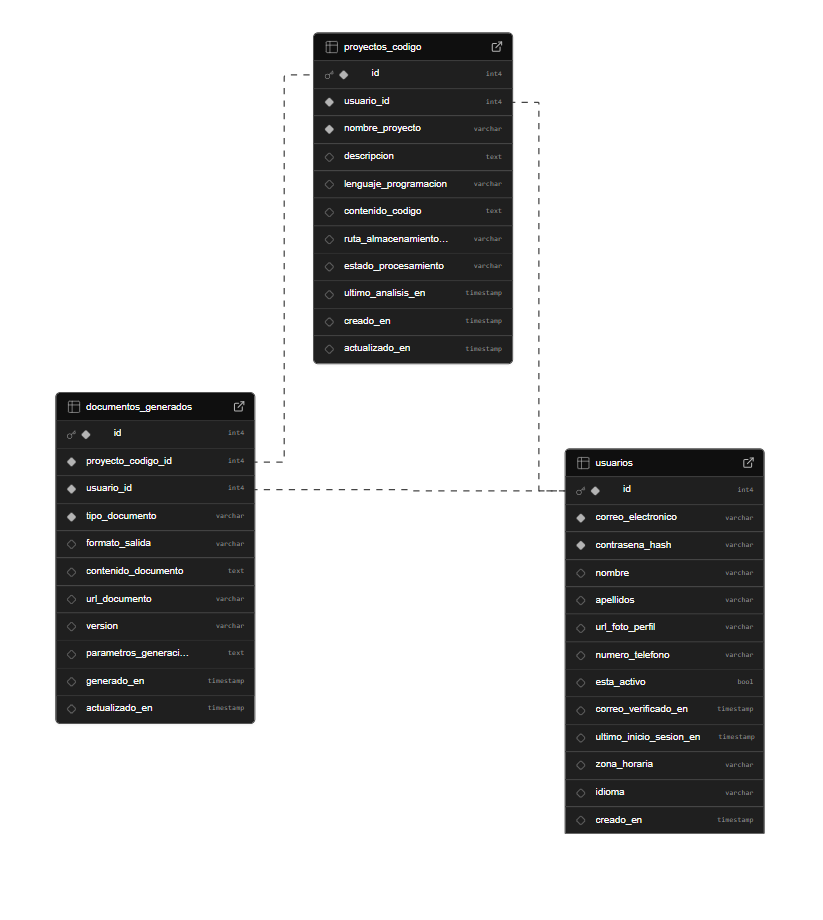 proyectos_codigo
id int4
usuario_id int4
nombre_proyecto varchar
descripcion text
lenguaje_programacion varchar
contenido_codigo text
ruta_almacenamiento... varchar
estado_procesamiento varchar
ultimo_analisis_en timestamp
creado_en timestamp
actualizado_en timestamp
documentos_generados
id int4
proyecto_codigo_id int4
usuario_id int4
tipo_documento varchar
formato_salida varchar
contenido_documento text
url_documento varchar
version varchar
parametros_generaci... text
generado_en timestamp
actualizado_en timestamp
usuarios
id int4
correo_electronico varchar
contrasena_hash varchar
nombre varchar
apellidos varchar
url_foto_perfil varchar
numero_telefono varchar
esta_activo bool
correo_verificado_en timestamp
ultimo_inicio_sesion_en timestamp
zona_horaria varchar
idioma varchar
creado_en timestamp